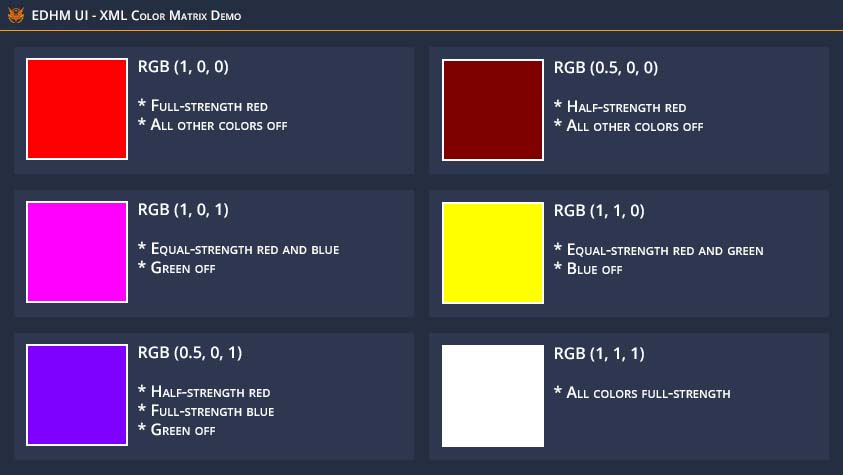 EDHM UI - XML Color Matrix Demo
RGB (1, 0, 0)
* Full-strength red
* All other colors off
RGB (0.5, 0, 0)
* Half-strength red
* All other colors off
RGB (1, 0, 1)
* Equal-strength red and blue
* Green off
RGB (1, 1, 0)
* Equal-strength red and green
* Blue off
RGB (0.5, 0, 1)
* Half-strength red
* Full-strength blue
* Green off
RGB (1, 1, 1)
* All colors full-strength